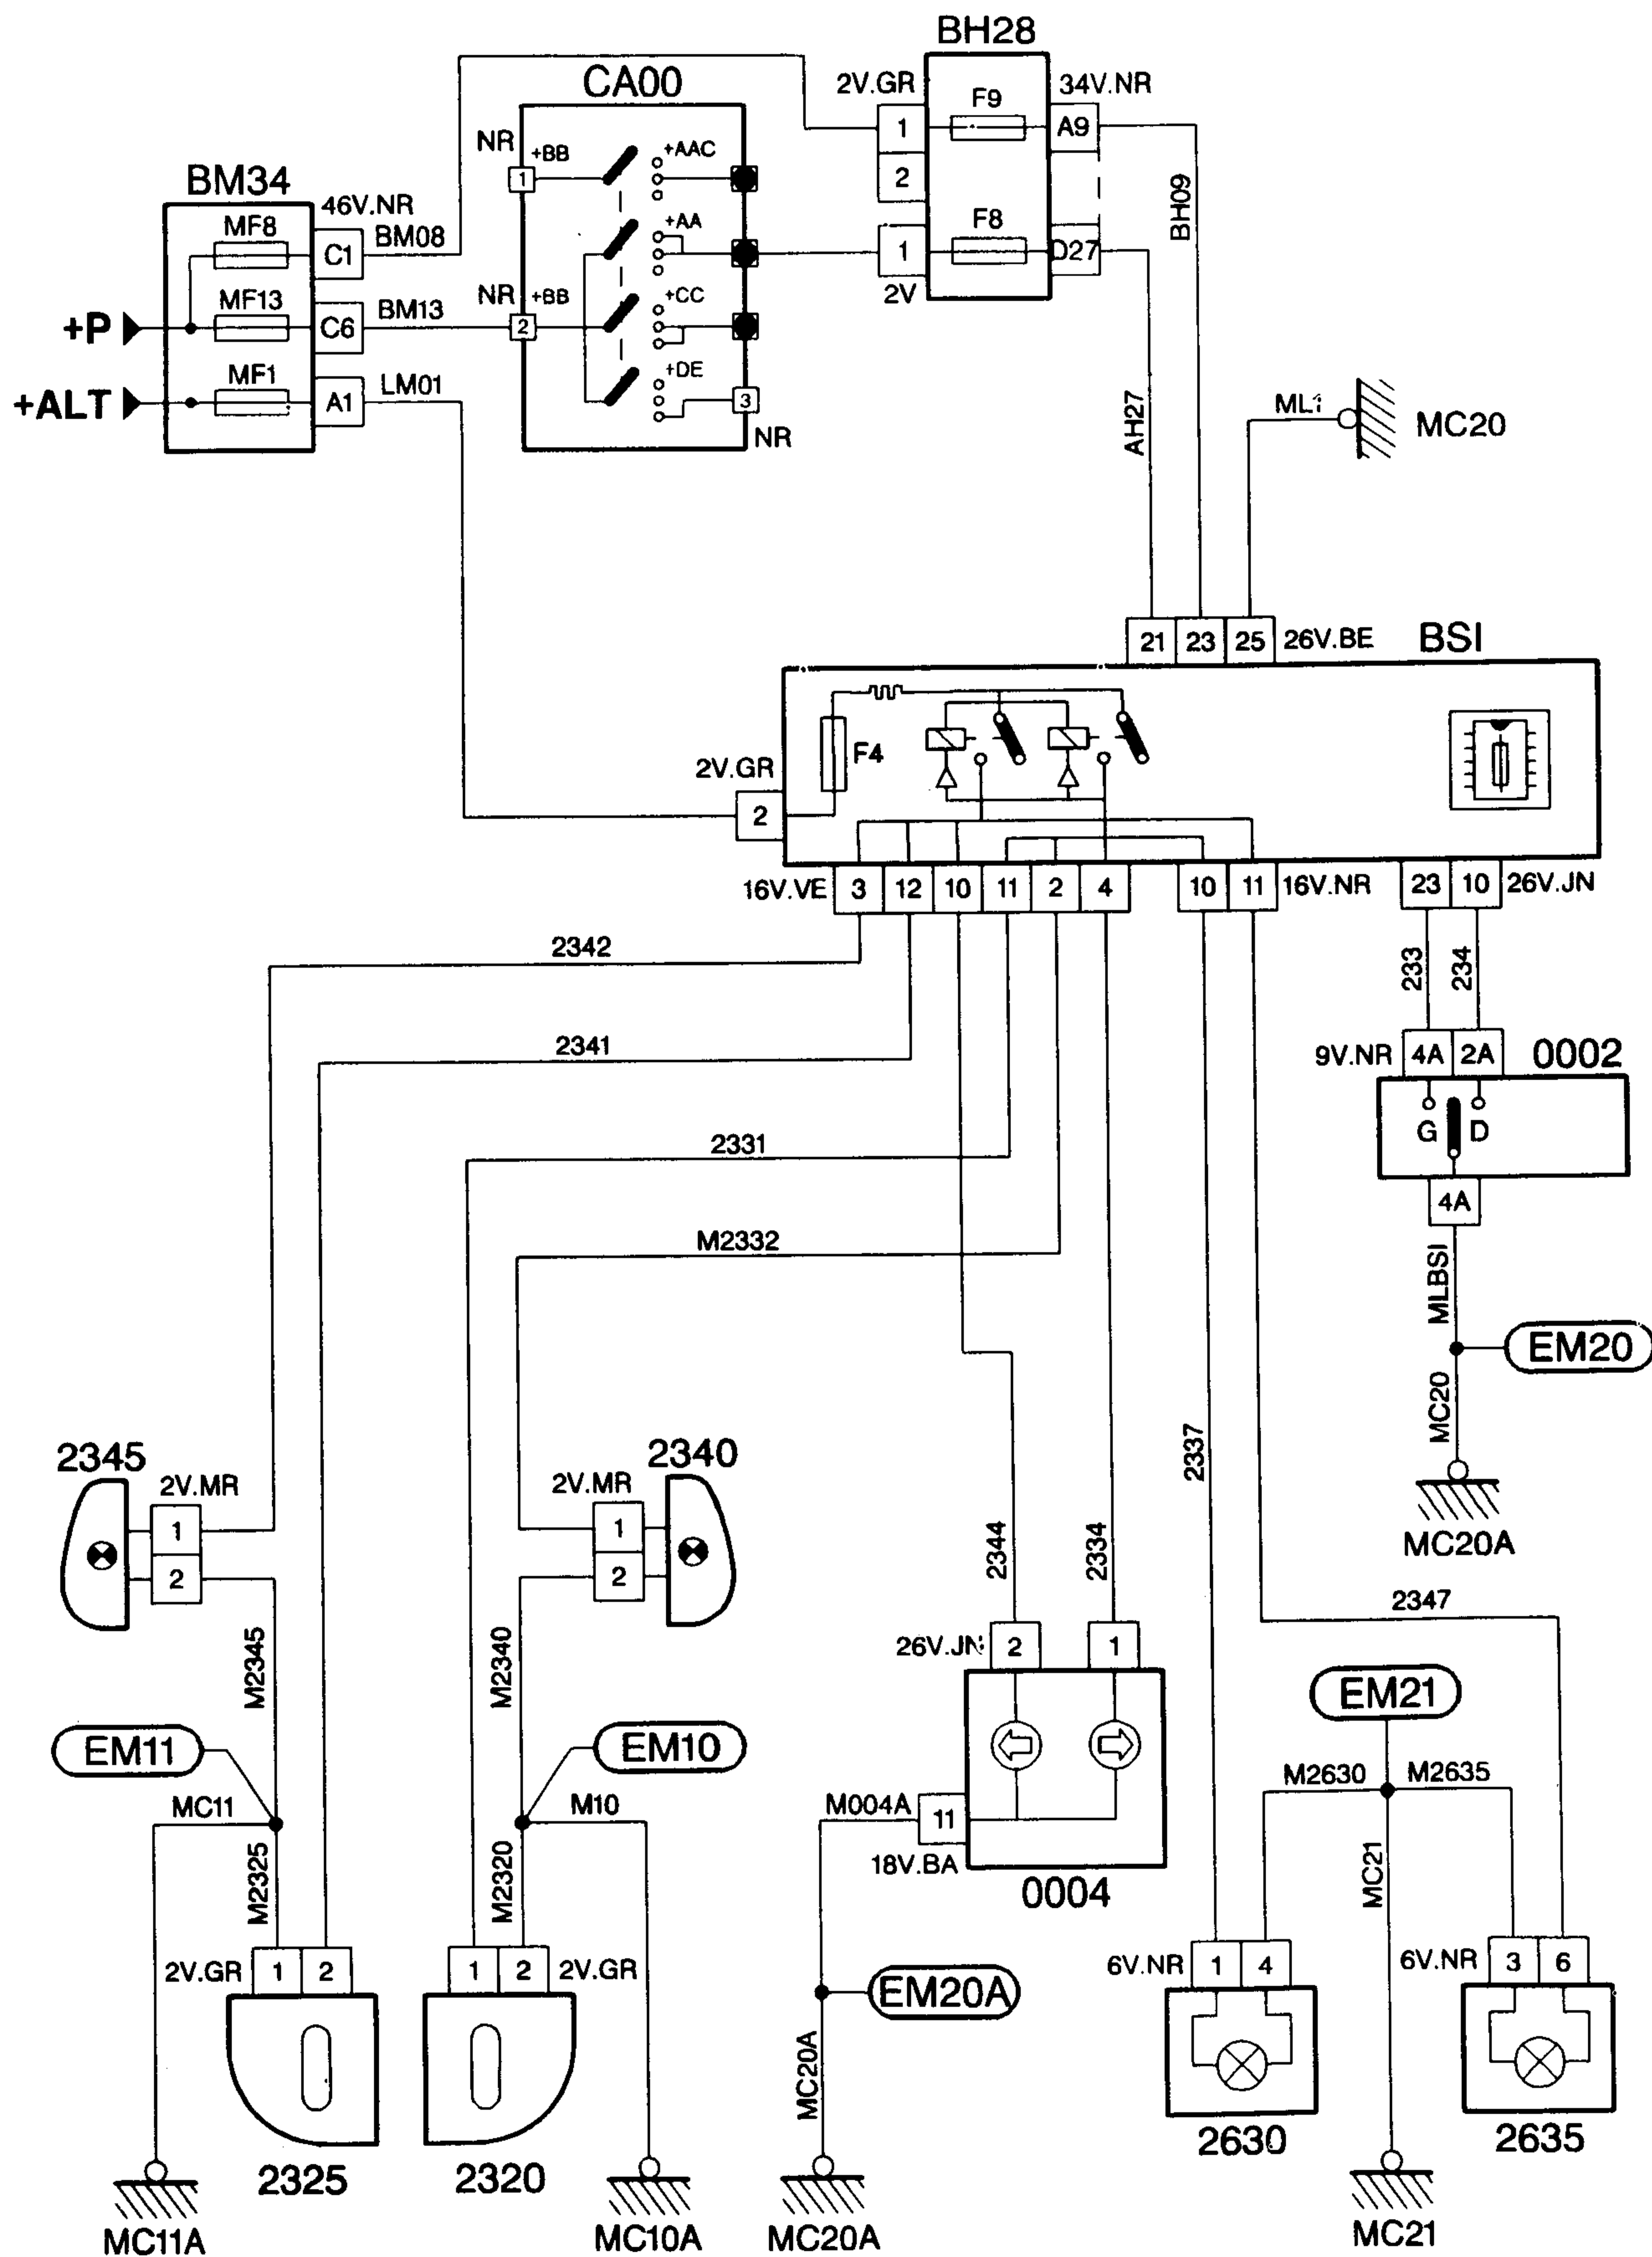 BH28
CA00
2V.GR
34V.NR
F9
1
A9
NR
+BB
+AAC
1
2
BM34
46V.NR
MF8
C1
BM08
+AA
F8
1
D27
2V
BH09
MF13
NR
+BB
+CC
+P
C6
BM13
2
MF1
+DE
+ALT
A1
LM01
3
NR
AH27
ML1
MC20
21
23
25
26V.BE
BSI
F4
2V.GR
2
16V.VE
3
12
10
11
2
4
10
11
16V.NR
23
10
26V.JN
2342
233
234
2341
9V.NR
4A
2A
0002
G
D
2331
4A
M2332
MLBSI
EM20
MC20
2345
2V.MR
1
2
2340
2V.MR
1
2
2337
MC20A
2344
2334
2347
M2345
M2340
26V.JN
2
1
EM21
EM11
EM10
M2630
M2635
MC11
M10
M004A
11
18V.BA
0004
M2325
M2320
MC21
2V.GR
1
2
1
2
2V.GR
EM20A
6V.NR
1
4
6V.NR
3
6
MC20A
2630
2635
2325
2320
MC11A
MC10A
MC20A
MC21